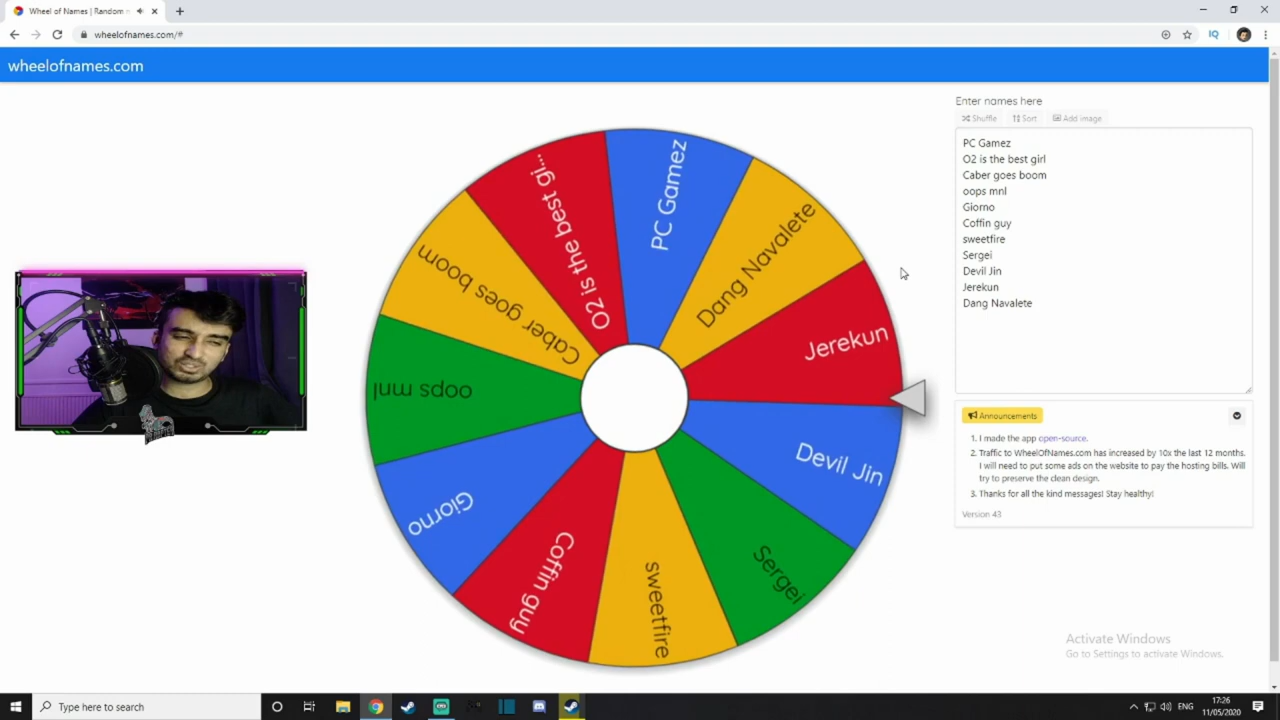 Wheel of Names | Random
wheelofnames.com/#
wheelofnames.com
Enter names here
Shuffle
Sort
Add image
PC Gamez
O2 is the best girl
Caber goes boom
oops mnl
Giorno
Coffin guy
sweetfire
Sergei
Devil Jin
Jerekun
Dang Navalete
PC Gamez
Dang Navalete
Jerekun
Devil Jin
Sergei
sweetfire
Coffin guy
Giorno
oops mnl
Caber goes boom
O2 is the best gi...
Announcements
1. I made the app open-source.
2. Traffic to WheelOfNames.com has increased by 10x the last 12 months.
I will need to put some ads on the website to pay the hosting bills. Will
try to preserve the clean design.
3. Thanks for all the kind messages! Stay healthy!
Version 43
Activate Windows
Go to Settings to activate Windows.
Type here to search
ENG
17:26
11/05/2020